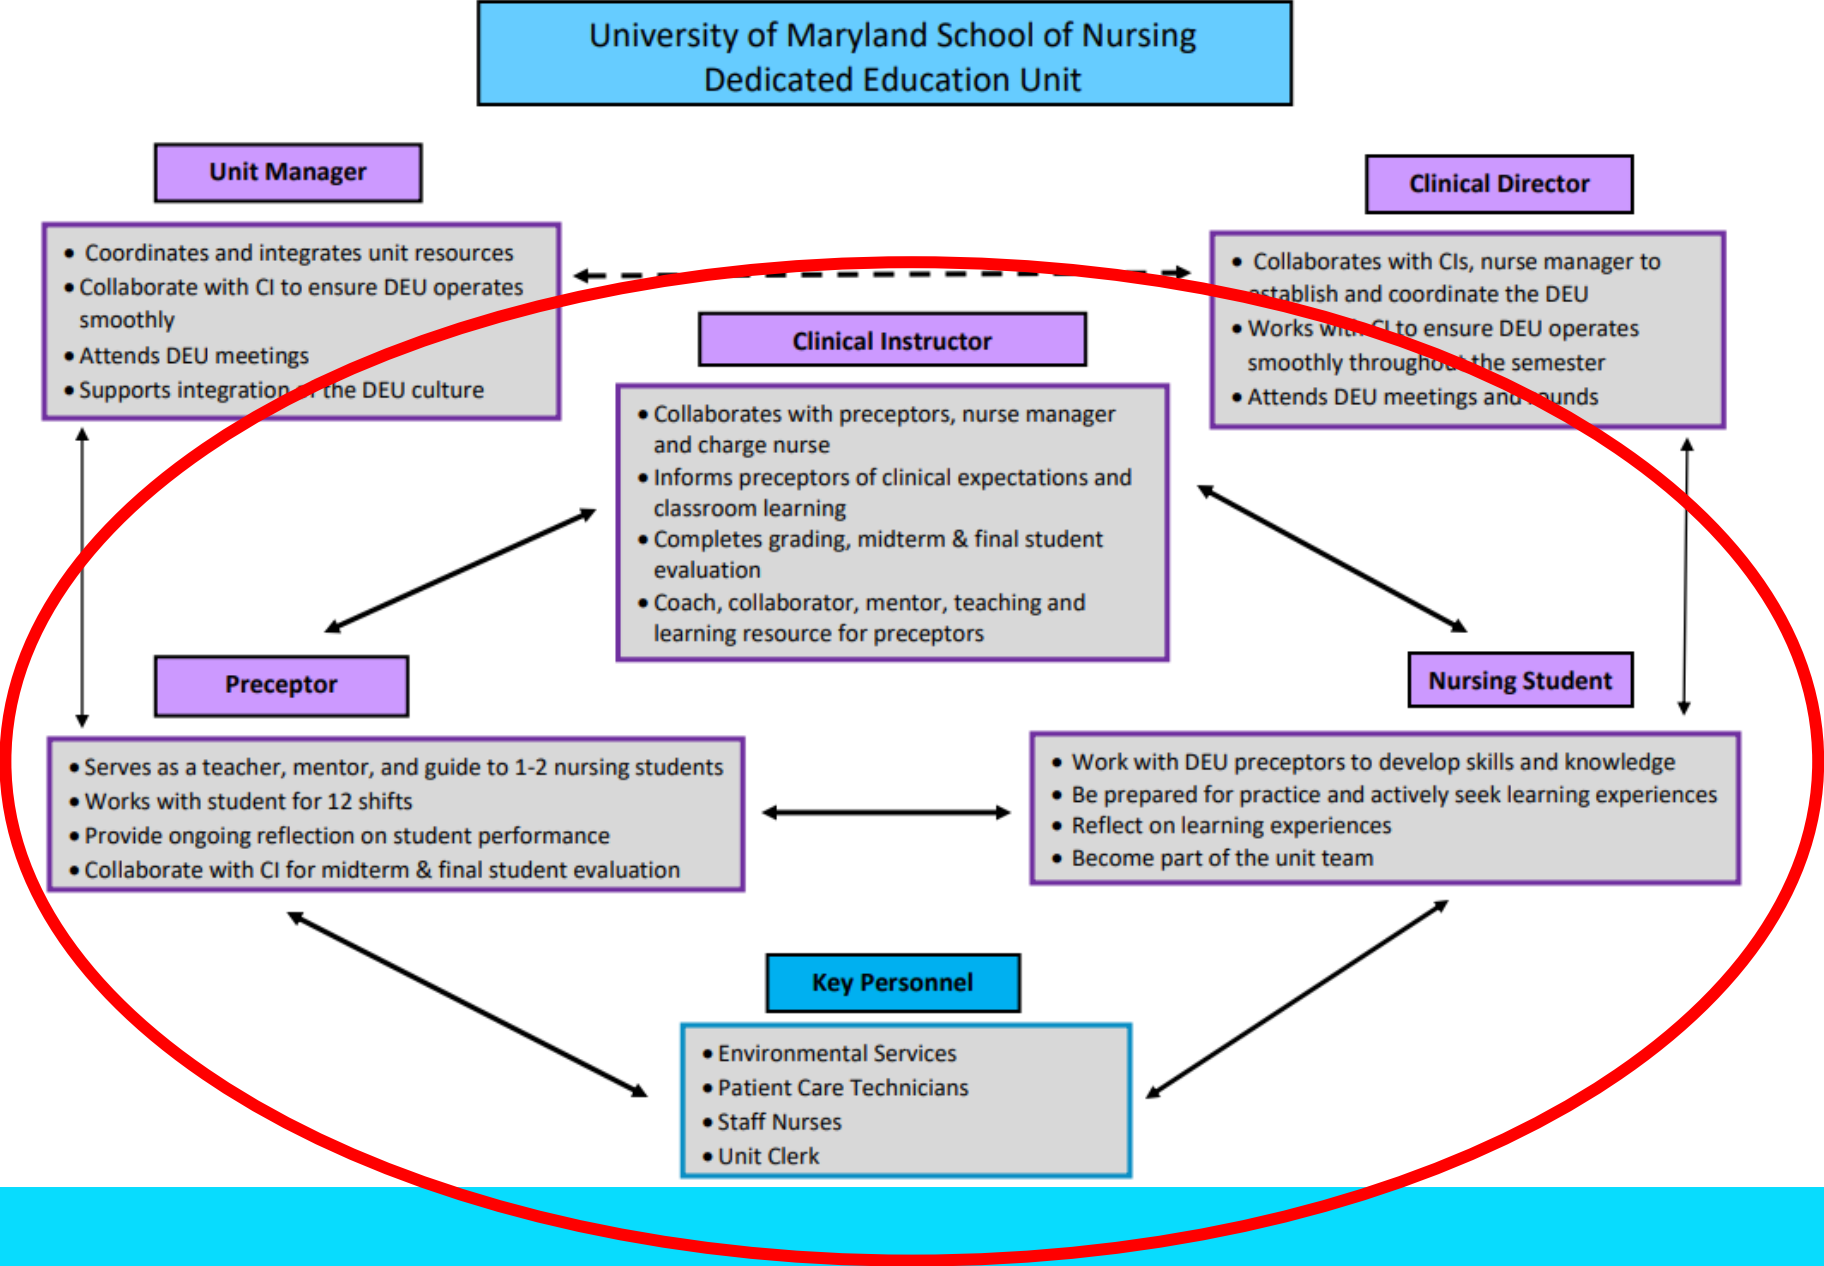 University of Maryland School of Nursing
Dedicated Education Unit
Unit Manager
• Coordinates and integrates unit resources
• Collaborate with CI to ensure DEU operates
smoothly
• Attends DEU meetings
• Supports integration of the DEU culture
Clinical Director
• Collaborates with CIs, nurse manager to
establish and coordinate the DEU
• Works with CI to ensure DEU operates
smoothly throughout the semester
• Attends DEU meetings and rounds
Clinical Instructor
• Collaborates with preceptors, nurse manager
and charge nurse
• Informs preceptors of clinical expectations and
classroom learning
• Completes grading, midterm & final student
evaluation
• Coach, collaborator, mentor, teaching and
learning resource for preceptors
Preceptor
• Serves as a teacher, mentor, and guide to 1-2 nursing students
• Works with student for 12 shifts
• Provide ongoing reflection on student performance
• Collaborate with CI for midterm & final student evaluation
Nursing Student
• Work with DEU preceptors to develop skills and knowledge
• Be prepared for practice and actively seek learning experiences
• Reflect on learning experiences
• Become part of the unit team
Key Personnel
• Environmental Services
• Patient Care Technicians
• Staff Nurses
• Unit Clerk